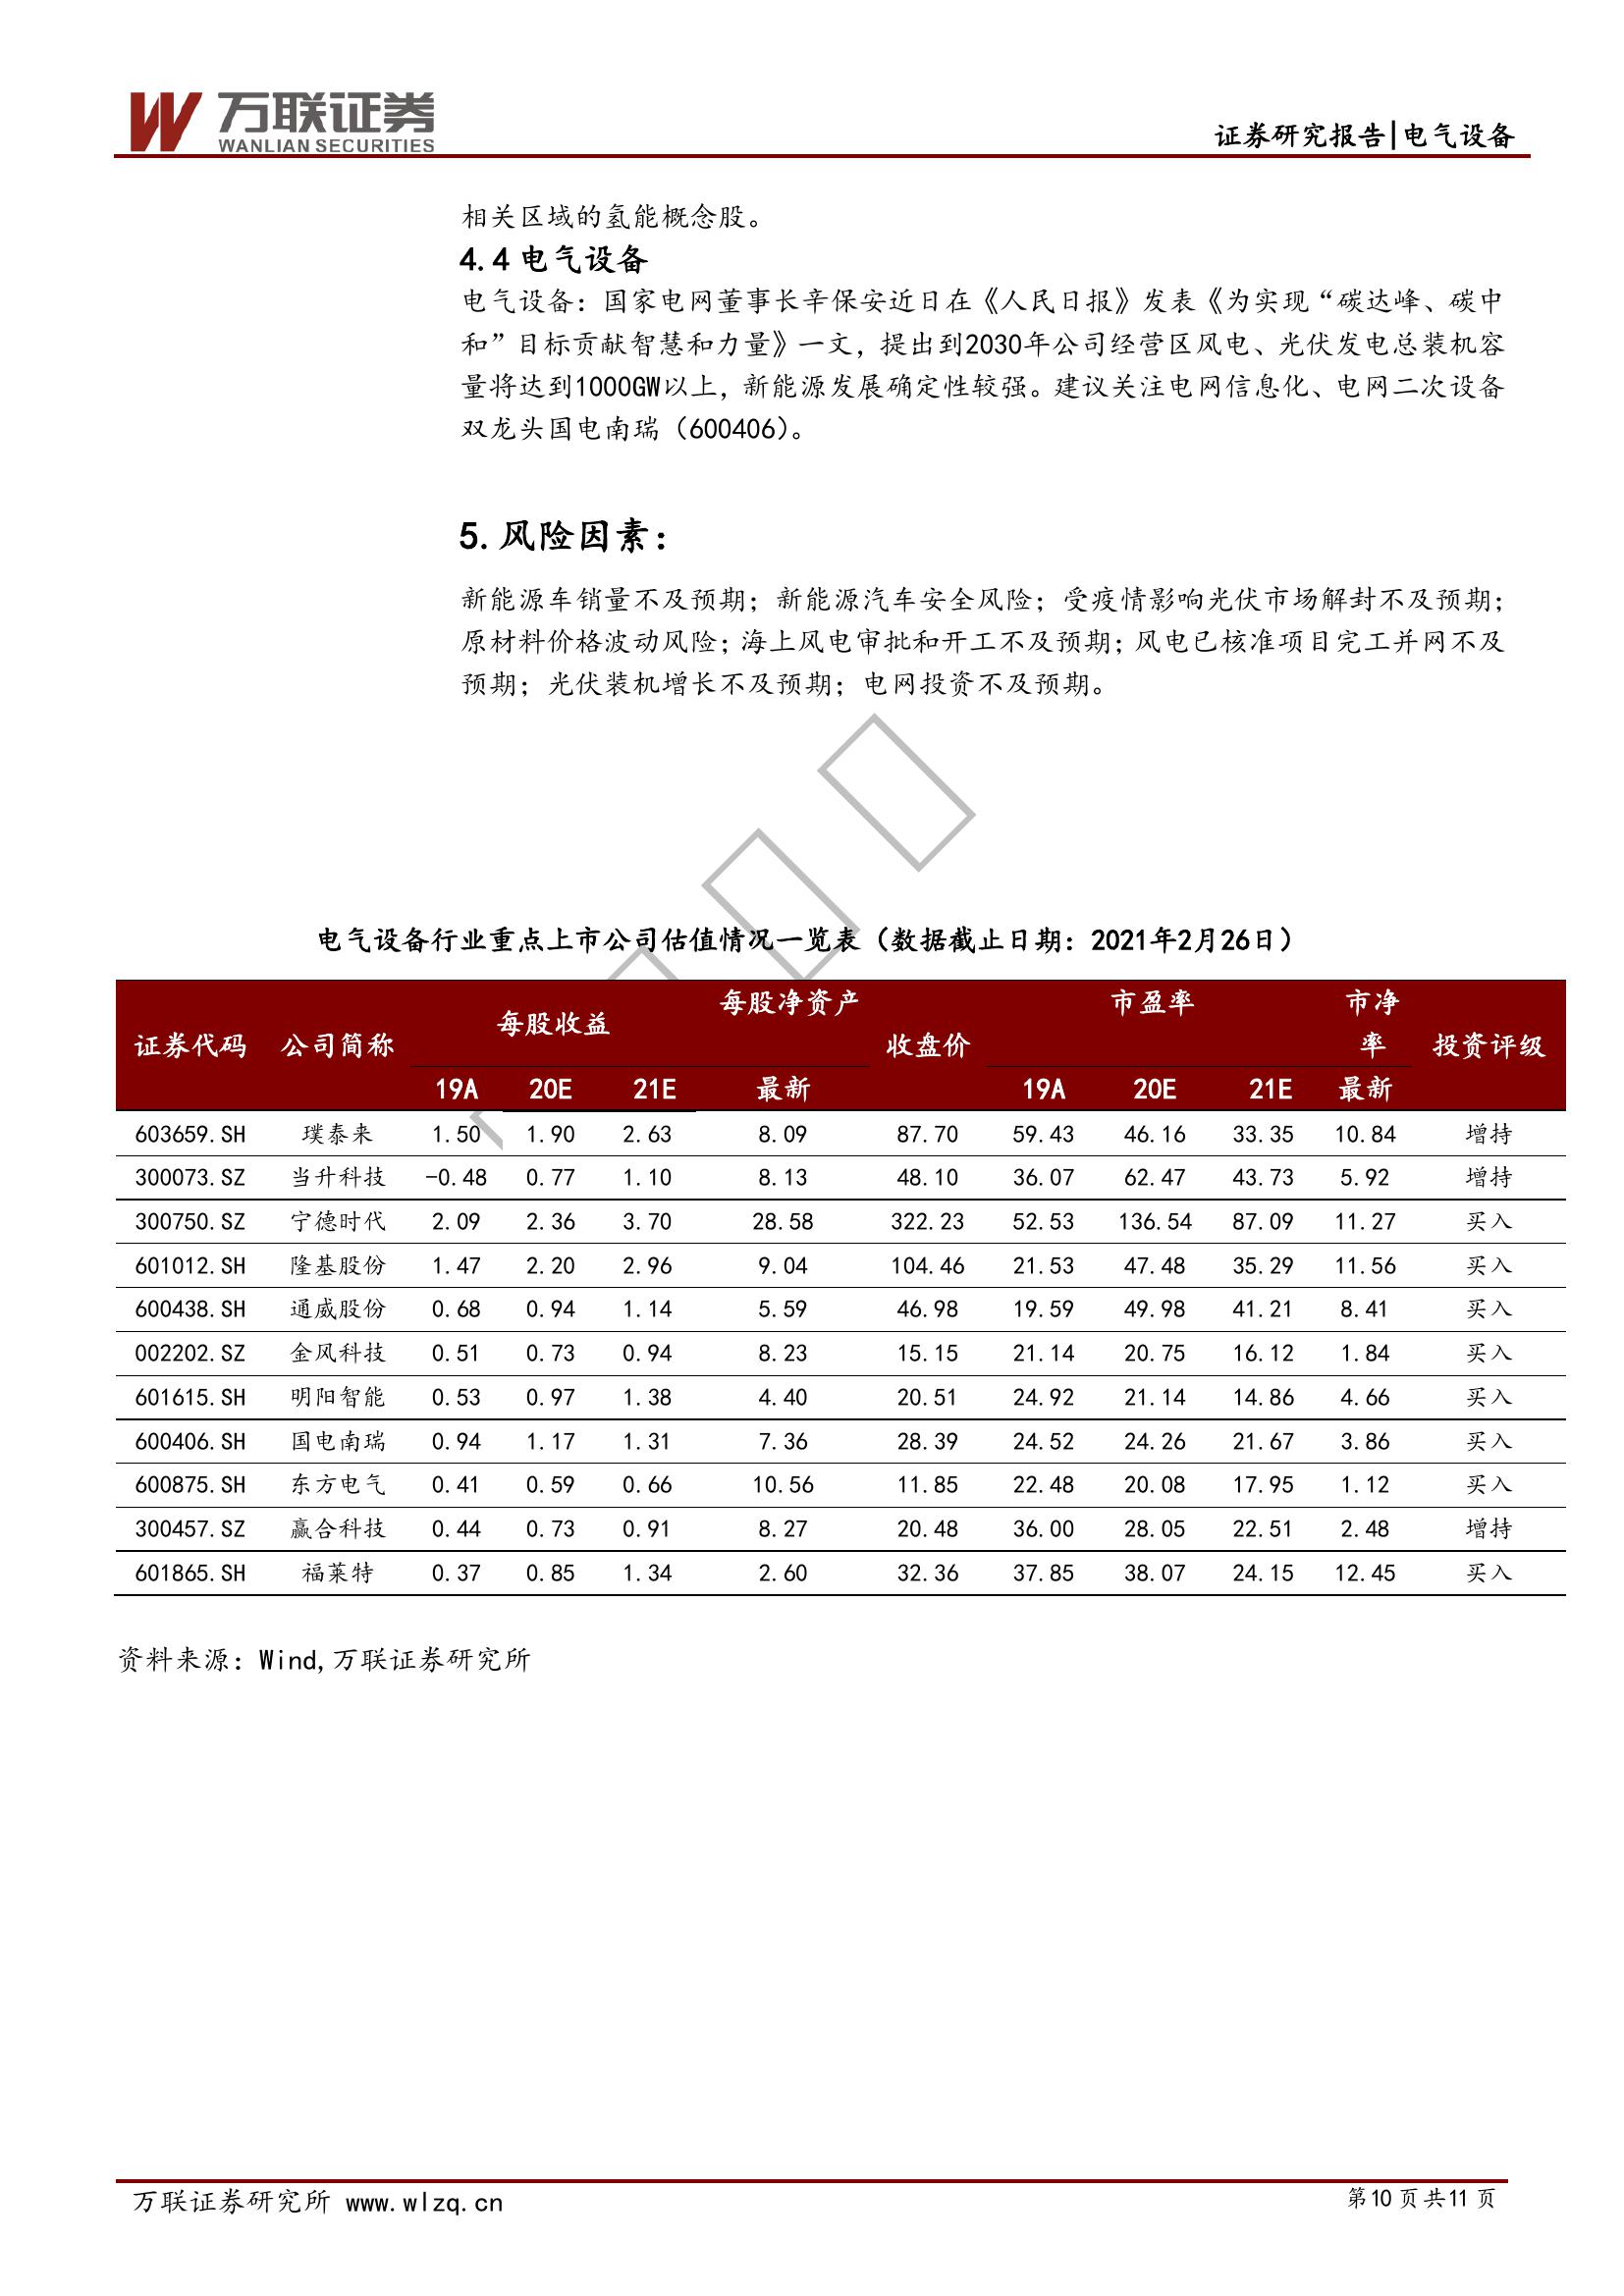 万联证券
WANLIAN SECURITIES
证券研究报告|电气设备
相关区域的氢能概念股。
4.4 电气设备
电气设备：国家电网董事长辛保安近日在《人民日报》发表《为实现“碳达峰、碳中
和”目标贡献智慧和力量》一文，提出到2030年公司经营区风电、光伏发电总装机容
量将达到1000GW以上，新能源发展确定性较强。建议关注电网信息化、电网二次设备
双龙头国电南瑞（600406）。
5.风险因素：
新能源车销量不及预期；新能源汽车安全风险；受疫情影响光伏市场解封不及预期；
原材料价格波动风险；海上风电审批和开工不及预期；风电已核准项目完工并网不及
预期；光伏装机增长不及预期；电网投资不及预期。
电气设备行业重点上市公司估值情况一览表（数据截止日期：2021年2月26日）
证券代码 公司简称 每股收益 每股净资产 收盘价 市盈率 市净率 投资评级
19A 20E 21E 最新 19A 20E 21E 最新
603659.SH 璞泰来 1.50 1.90 2.63 8.09 87.70 59.43 46.16 33.35 10.84 增持
300073.SZ 当升科技 -0.48 0.77 1.10 8.13 48.10 36.07 62.47 43.73 5.92 增持
300750.SZ 宁德时代 2.09 2.36 3.70 28.58 322.23 52.53 136.54 87.09 11.27 买入
601012.SH 隆基股份 1.47 2.20 2.96 9.04 104.46 21.53 47.48 35.29 11.56 买入
600438.SH 通威股份 0.68 0.94 1.14 5.59 46.98 19.59 49.98 41.21 8.41 买入
002202.SZ 金风科技 0.51 0.73 0.94 8.23 15.15 21.14 20.75 16.12 1.84 买入
601615.SH 明阳智能 0.53 0.97 1.38 4.40 20.51 24.92 21.14 14.86 4.66 买入
600406.SH 国电南瑞 0.94 1.17 1.31 7.36 28.39 24.52 24.26 21.67 3.86 买入
600875.SH 东方电气 0.41 0.59 0.66 10.56 11.85 22.48 20.08 17.95 1.12 买入
300457.SZ 赢合科技 0.44 0.73 0.91 8.27 20.48 36.00 28.05 22.51 2.48 增持
601865.SH 福莱特 0.37 0.85 1.34 2.60 32.36 37.85 38.07 24.15 12.45 买入
资料来源：Wind,万联证券研究所
万联证券研究所 www.wlzq.cn
第10 页 共11 页